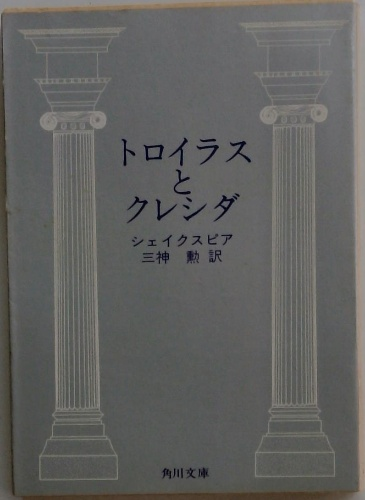 トロイラス
と
クレシダ
シェイクスピア
三神 勲 訳
角川文庫